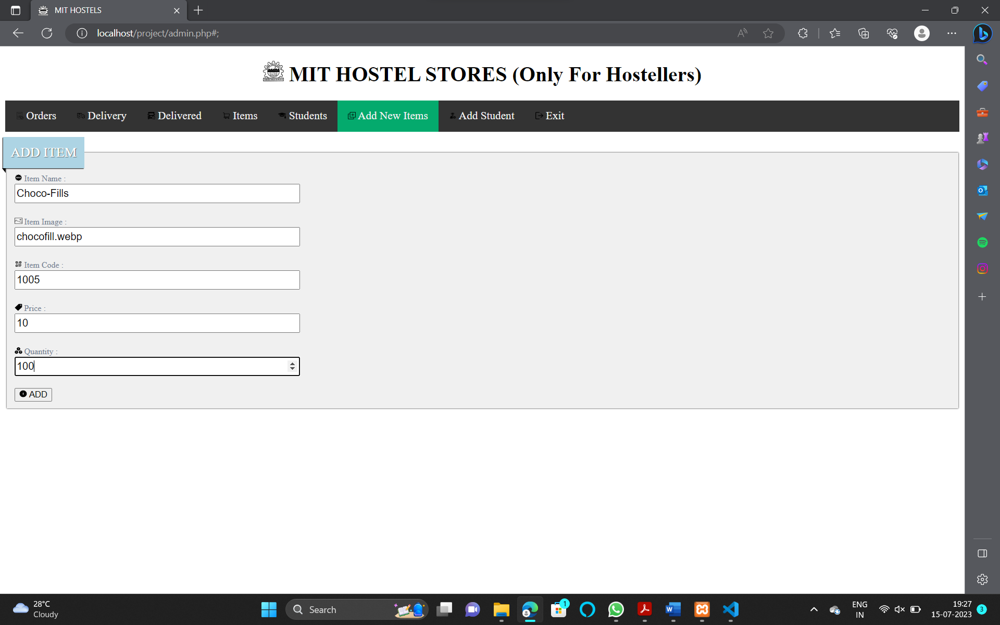 MIT HOSTELS
localhost/project/admin.php#;
MIT HOSTEL STORES (Only For Hostellers)
Orders Delivery Delivered Items Students Add New Items Add Student Exit
ADD ITEM
Item Name :
Choco-Fills
Item Image :
chocofill.webp
Item Code :
1005
Price :
10
Quantity :
100
ADD
28°C
Cloudy
Search
1
ENG
IN
19:27
15-07-2023
3